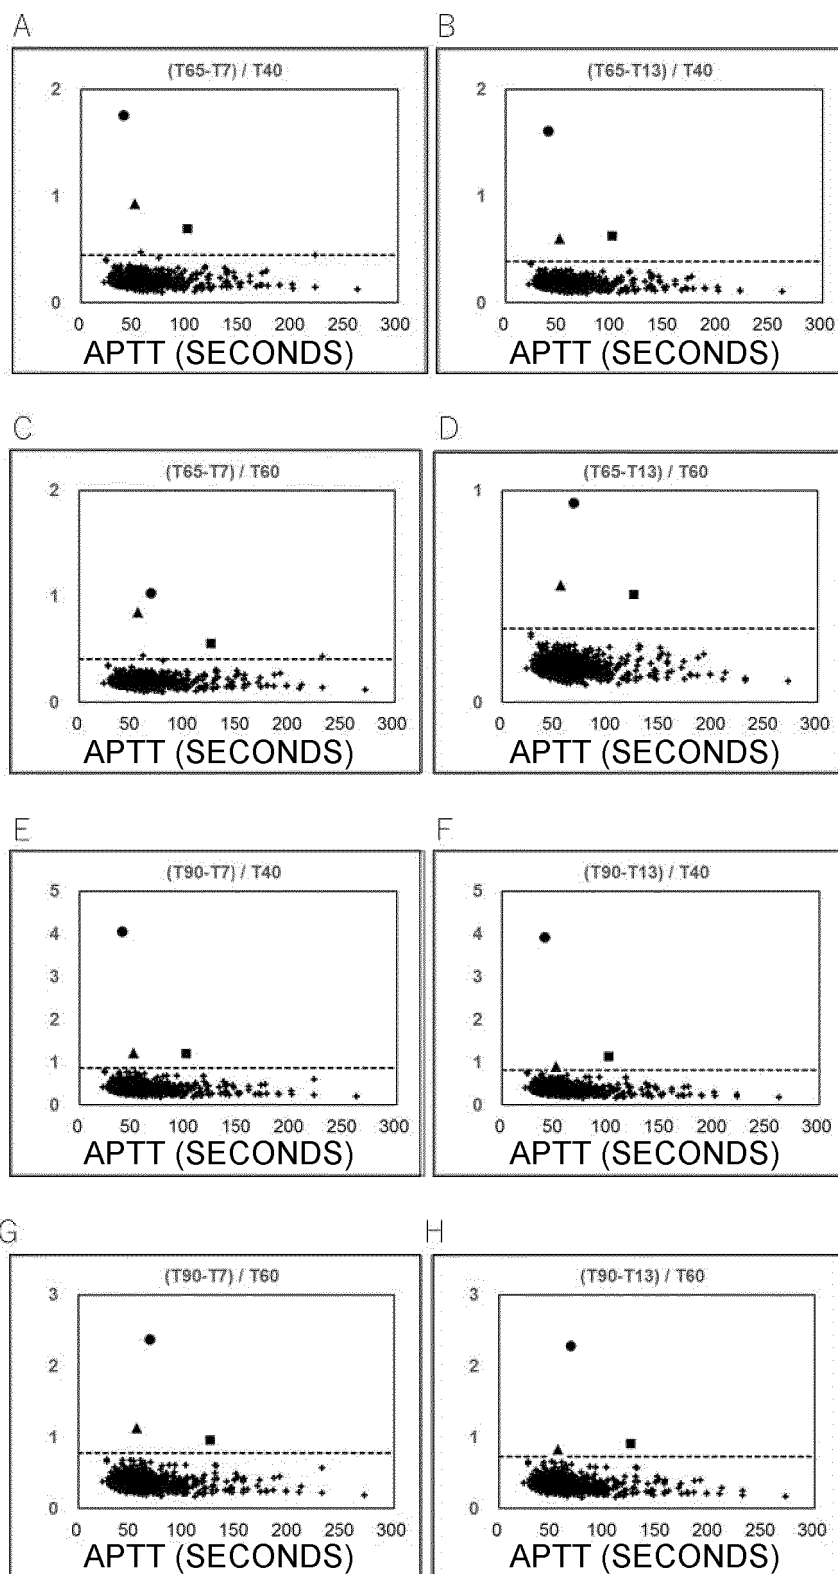 A
B
(T65-T7) / T40
(T65-T13) / T40
2
1
0
0 50 100 150 200 250 300
APTT (SECONDS)
2
1
0
0 50 100 150 200 250 300
APTT (SECONDS)
C
D
(T65-T7) / T60
(T65-T13) / T60
2
1
0
0 50 100 150 200 250 300
APTT (SECONDS)
1
0
0 50 100 150 200 250 300
APTT (SECONDS)
E
F
(T90-T7) / T40
(T90-T13) / T40
5
4
3
2
1
0
0 50 100 150 200 250 300
APTT (SECONDS)
5
4
3
2
1
0
0 50 100 150 200 250 300
APTT (SECONDS)
G
H
(T90-T7) / T60
(T90-T13) / T60
3
2
1
0
0 50 100 150 200 250 300
APTT (SECONDS)
3
2
1
0
0 50 100 150 200 250 300
APTT (SECONDS)